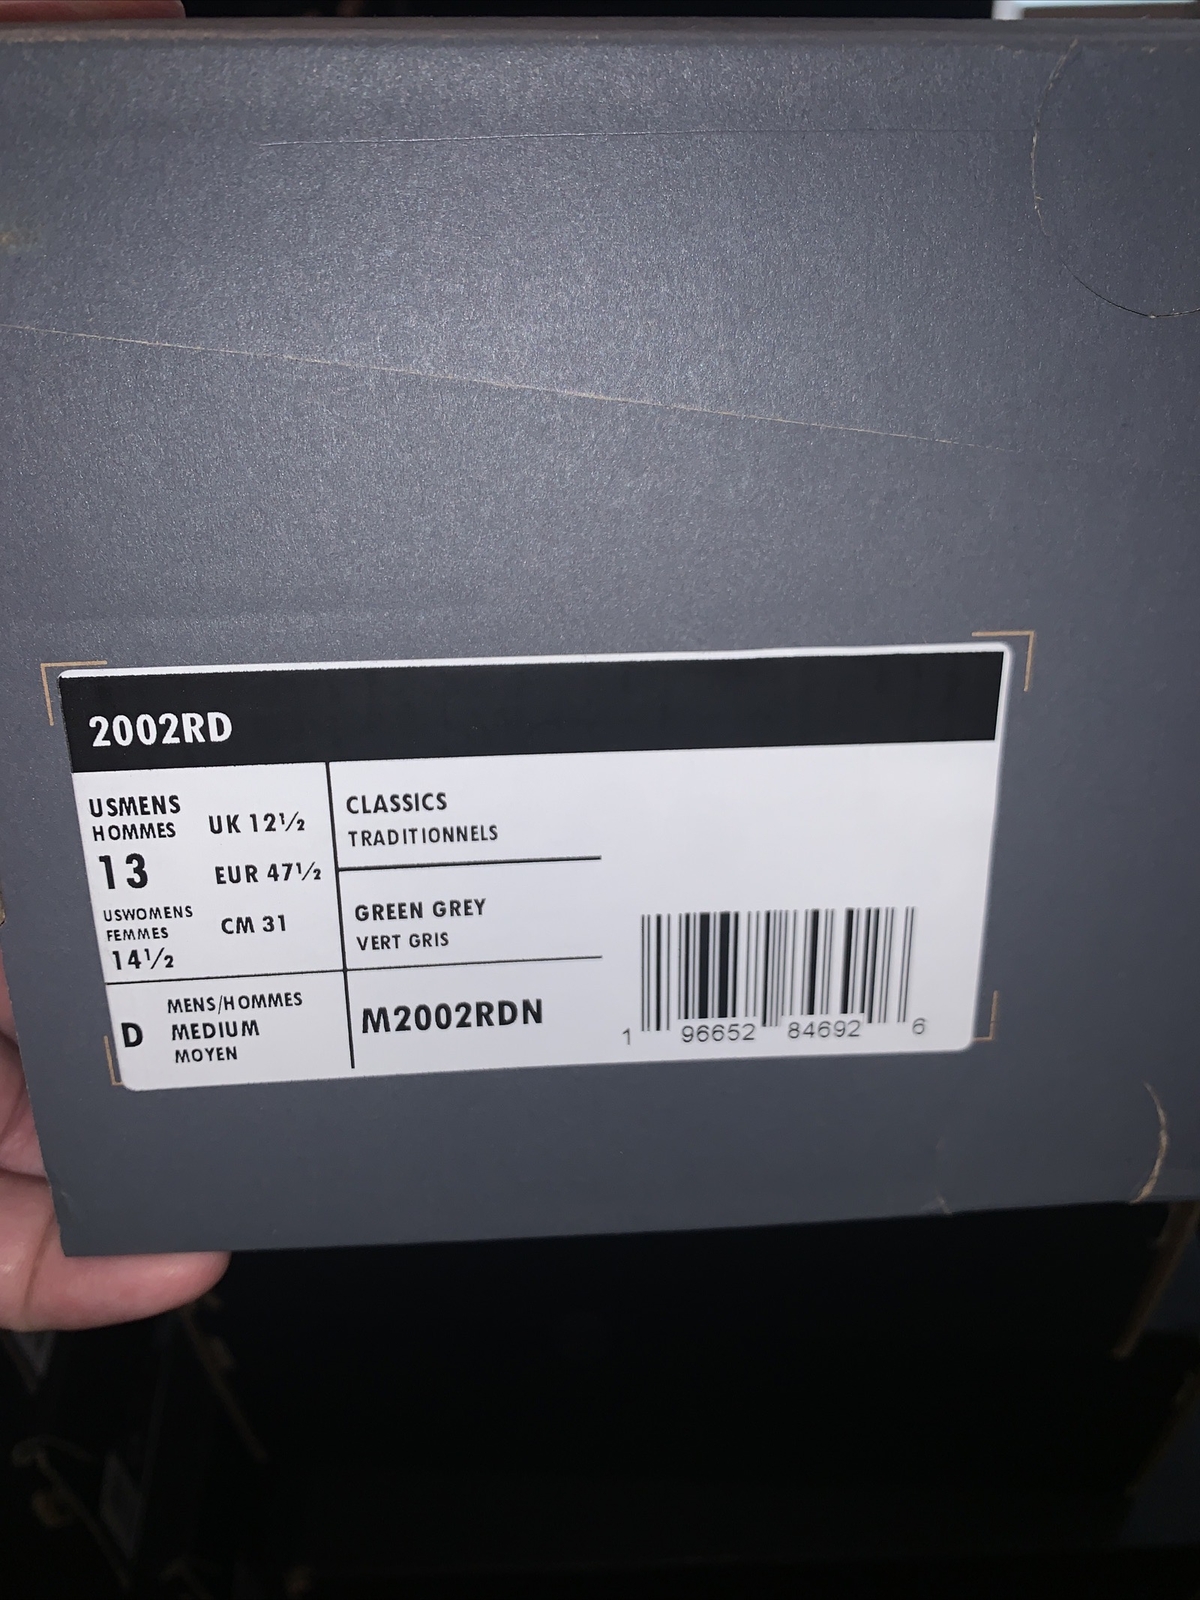 2002RD
USMENS
HOMMES
13
UK 12½
EUR 47½
USWOMENS
FEMMES
14½
CM 31
CLASSICS
TRADITIONNELS
GREEN GREY
VERT GRIS
D
MENS/HOMMES
MEDIUM
MOYEN
M2002RDN
1 96652 84692 6